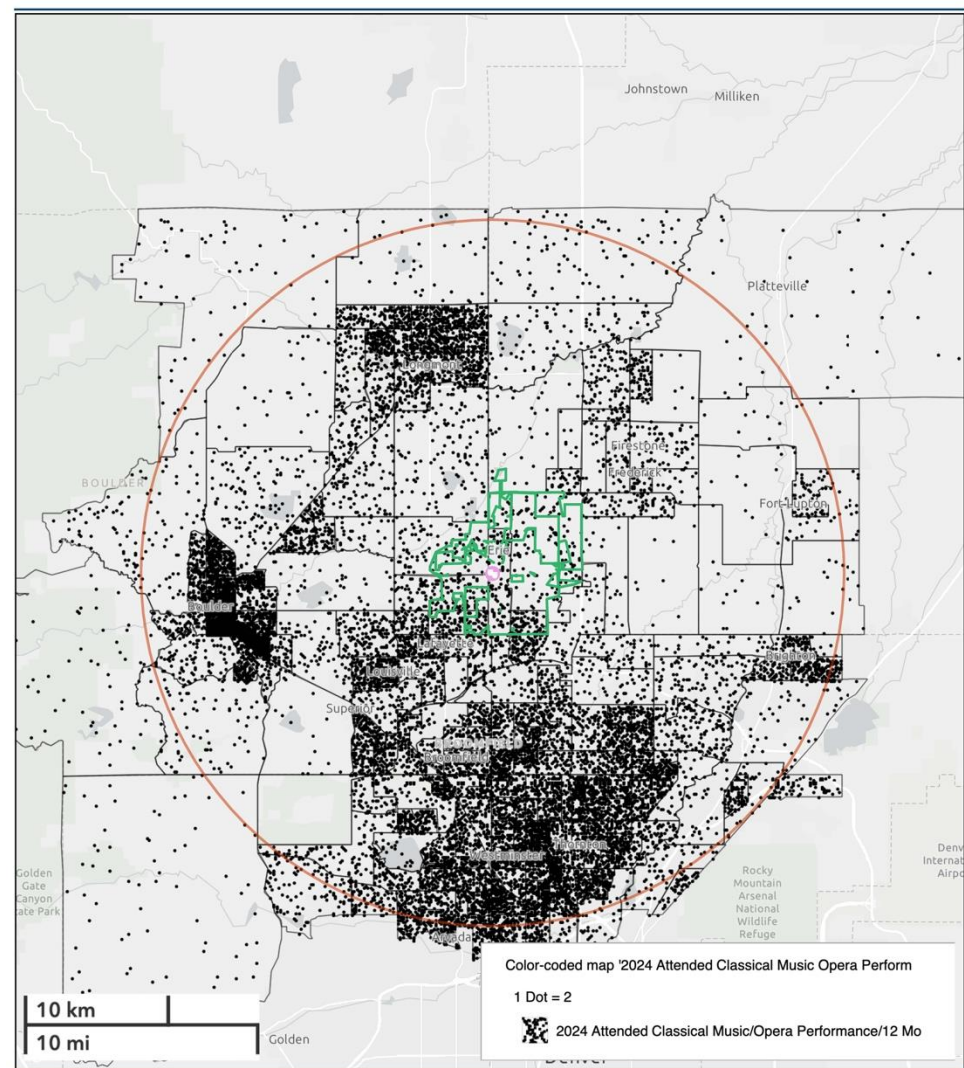 Johnstown
Milliken
Platteville
Longmont
Firestone
BOULDER
Frederick
Fort Lupton
Erie
Boulder
Lafayette
Brighton
Louisville
Superior
Broomfield
Westminster
Thornton
Golden
Gate
Canyon
State Park
Rocky
Mountain
Arsenal
National
Wildlife
Refuge
Denv
Internat
Airpo
Arvada
Color-coded map '2024 Attended Classical Music Opera Perform
1 Dot = 2
2024 Attended Classical Music/Opera Performance/12 Mo
10 km
10 mi
Golden
Denver